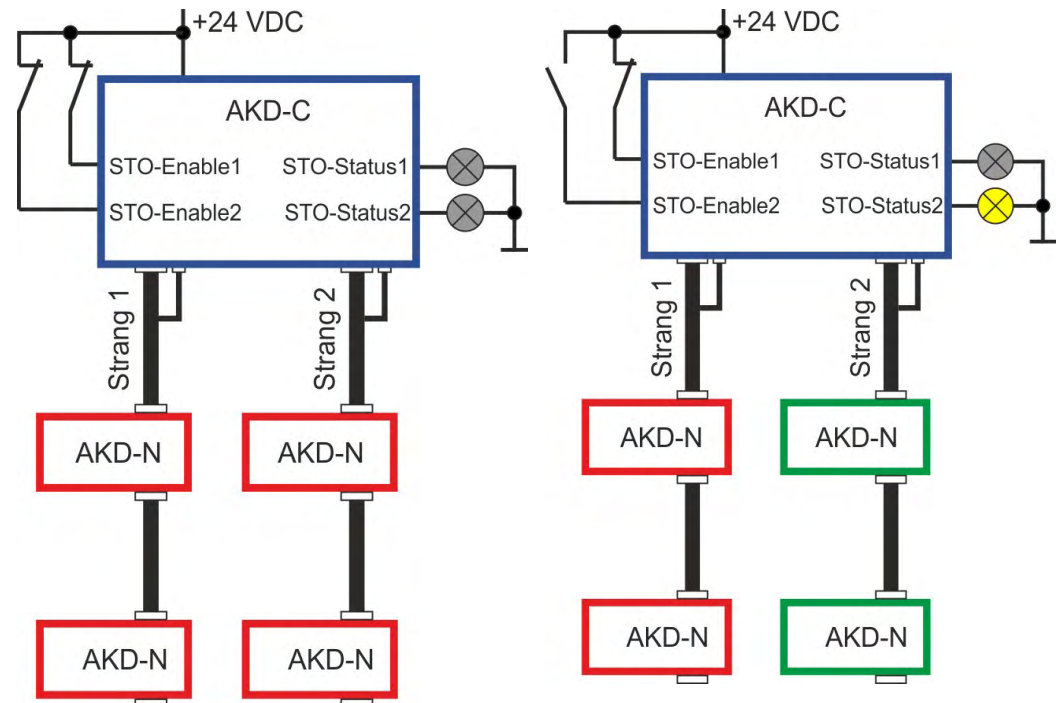 +24 VDC
AKD-C
STO-Enable1 STO-Status1
STO-Enable2 STO-Status2
Strang 1
Strang 2
AKD-N AKD-N
AKD-N AKD-N
+24 VDC
AKD-C
STO-Enable1 STO-Status1
STO-Enable2 STO-Status2
Strang 1
Strang 2
AKD-N AKD-N
AKD-N AKD-N